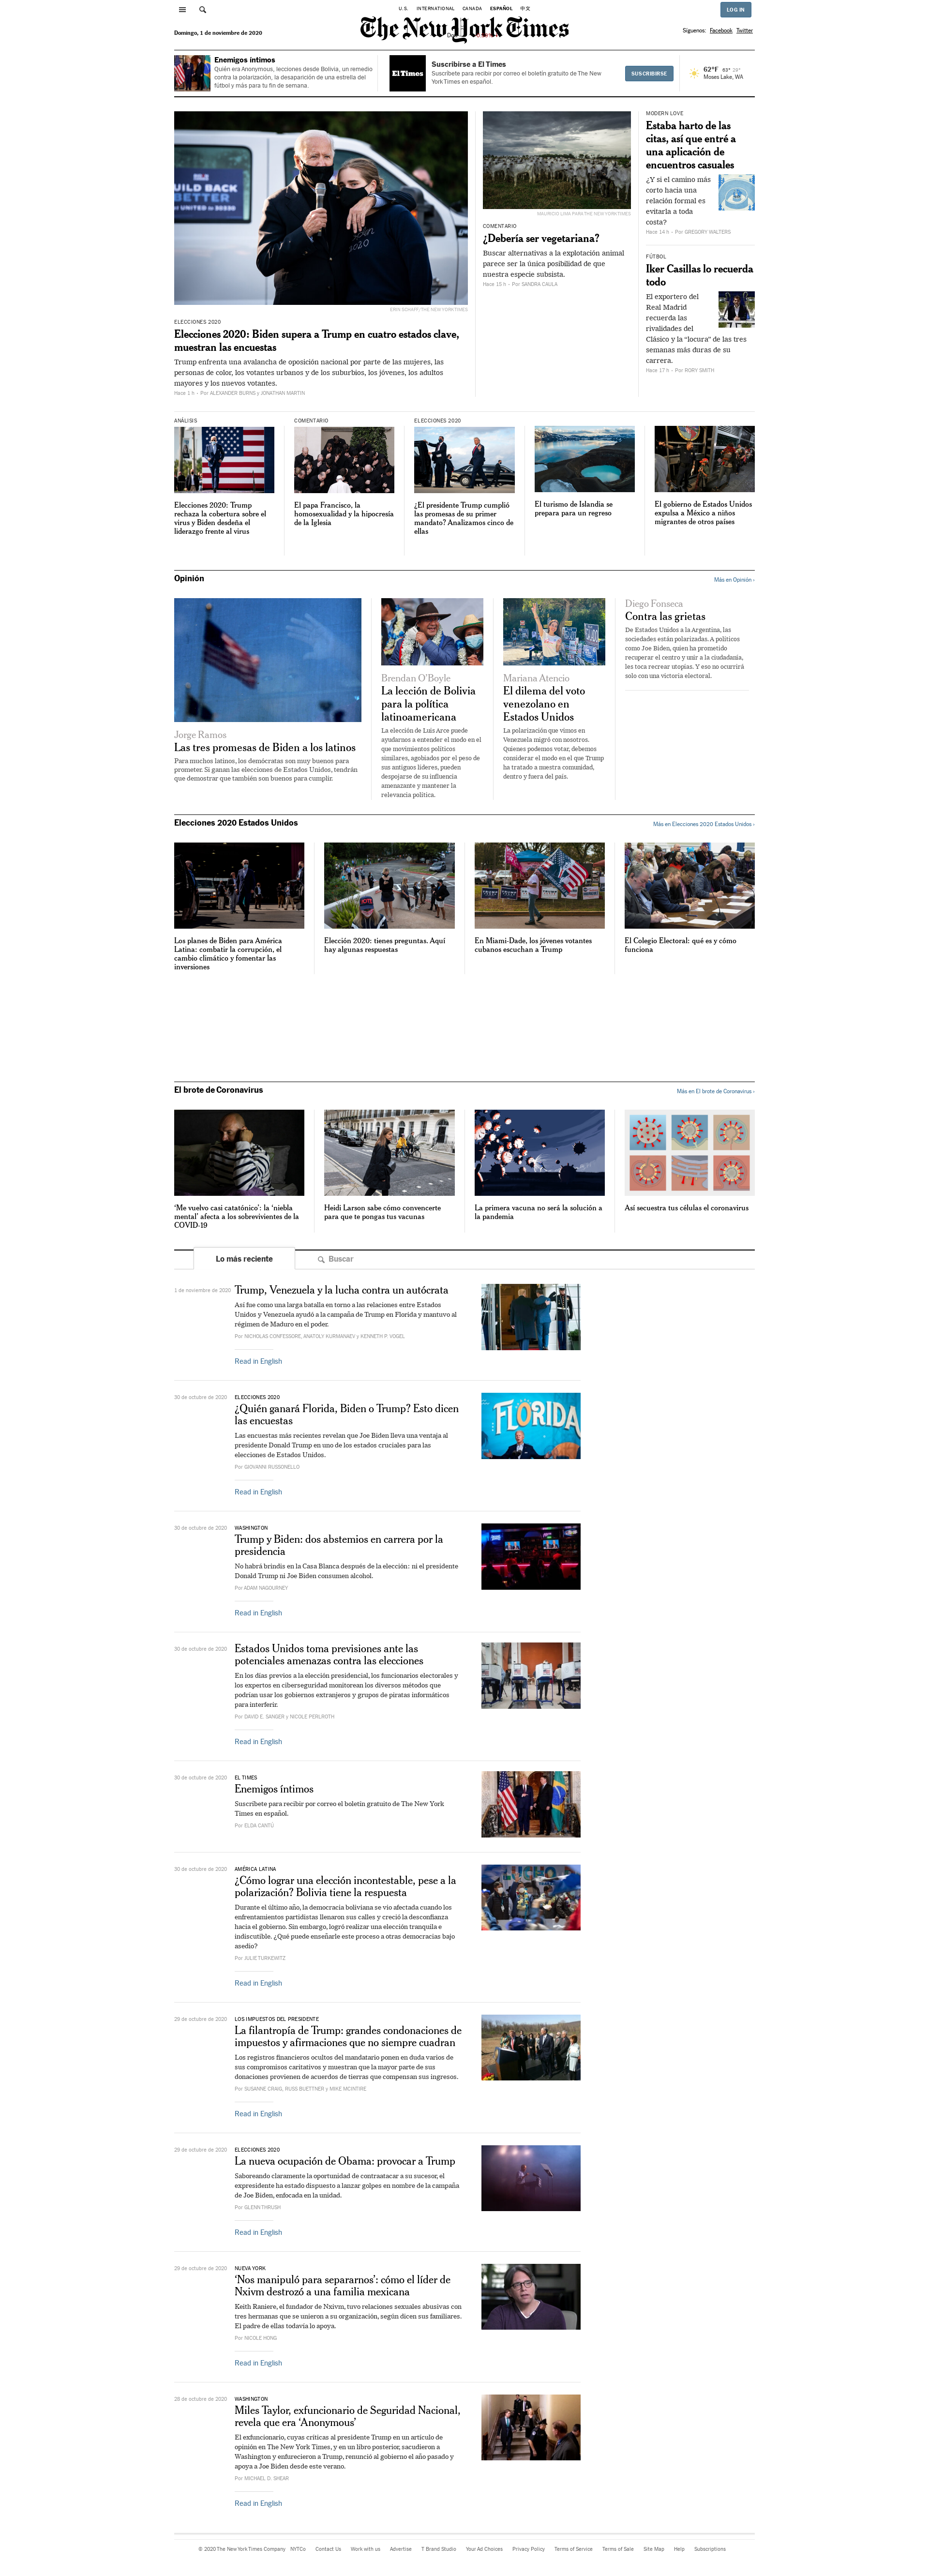 U.S. INTERNATIONAL CANADA ESPAÑOL 中文
LOG IN
The New York Times
Domingo, 1 de noviembre de 2020
Síguenos: Facebook Twitter
Enemigos íntimos
Quién era Anonymous, lecciones desde Bolivia, un remedio
contra la polarización, la desaparición de una estrella del
fútbol y más para tu fin de semana.
El Times
Suscribirse a El Times
Suscríbete para recibir por correo el boletín gratuito de The New
York Times en español.
SUSCRIBIRSE
62°F
Moses Lake, WA
UILD BACK
BETTER
ERIN SCHAFF/THE NEW YORK TIMES
ELECCIONES 2020
Elecciones 2020: Biden supera a Trump en cuatro estados clave,
muestran las encuestas
Trump enfrenta una avalancha de oposición nacional por parte de las mujeres, las
personas de color, los votantes urbanos y de los suburbios, los jóvenes, los adultos
mayores y los nuevos votantes.
Hace 1 h - Por ALEXANDER BURNS y JONATHAN MARTIN
MAURICIO LIMA PARA THE NEW YORK TIMES
COMENTARIO
¿Debería ser vegetariana?
Buscar alternativas a la explotación animal
parece ser la única posibilidad de que
nuestra especie subsista.
Hace 15 h - Por SANDRA CAULA
MODERN LOVE
Estaba harto de las
citas, así que entré a
una aplicación de
encuentros casuales
¿Y si el camino más
corto hacia una
relación formal es
evitarla a toda
costa?
Hace 14 h - Por GREGORY WALTERS
FÚTBOL
Iker Casillas lo recuerda
todo
El exportero del
Real Madrid
recuerda las
rivalidades del
Clásico y la “locura” de las tres
semanas más duras de su
carrera.
Hace 17 h - Por RORY SMITH
ANÁLISIS
Elecciones 2020: Trump
rechaza la cobertura sobre el
virus y Biden desdeña el
liderazgo frente al virus
COMENTARIO
El papa Francisco, la
homosexualidad y la hipocresía
de la Iglesia
ELECCIONES 2020
¿El presidente Trump cumplió
las promesas de su primer
mandato? Analizamos cinco de
ellas
El turismo de Islandia se
prepara para un regreso
El gobierno de Estados Unidos
expulsa a México a niños
migrantes de otros países
Opinión
Más en Opinión ›
Jorge Ramos
Las tres promesas de Biden a los latinos
Para muchos latinos, los demócratas son muy buenos para
prometer. Si ganan las elecciones de Estados Unidos, tendrán
que demostrar que también son buenos para cumplir.
Brendan O’Boyle
La lección de Bolivia
para la política
latinoamericana
La elección de Luis Arce puede
ayudarnos a entender el modo en el
que movimientos políticos
similares, agobiados por el peso de
sus antiguos líderes, pueden
despojarse de su influencia
amenazante y mantener la
relevancia política.
Mariana Atencio
El dilema del voto
venezolano en
Estados Unidos
La polarización que vimos en
Venezuela migró con nosotros.
Quienes podemos votar, debemos
considerar el modo en el que Trump
ha tratado a nuestra comunidad,
dentro y fuera del país.
Diego Fonseca
Contra las grietas
De Estados Unidos a la Argentina, las
sociedades están polarizadas. A políticos
como Joe Biden, quien ha prometido
recuperar el centro y unir a la ciudadanía,
les toca recrear utopías. Y eso no ocurrirá
solo con una victoria electoral.
Elecciones 2020 Estados Unidos
Más en Elecciones 2020 Estados Unidos ›
Los planes de Biden para América
Latina: combatir la corrupción, el
cambio climático y fomentar las
inversiones
Elección 2020: tienes preguntas. Aquí
hay algunas respuestas
En Miami-Dade, los jóvenes votantes
cubanos escuchan a Trump
El Colegio Electoral: qué es y cómo
funciona
El brote de Coronavirus
Más en El brote de Coronavirus ›
‘Me vuelvo casi catatónico’: la ‘niebla
mental’ afecta a los sobrevivientes de la
COVID-19
Heidi Larson sabe cómo convencerte
para que te pongas tus vacunas
La primera vacuna no será la solución a
la pandemia
Así secuestra tus células el coronavirus
Lo más reciente
Buscar
1 de noviembre de 2020
Trump, Venezuela y la lucha contra un autócrata
Así fue como una larga batalla en torno a las relaciones entre Estados
Unidos y Venezuela ayudó a la campaña de Trump en Florida y mantuvo al
régimen de Maduro en el poder.
Por NICHOLAS CONFESSORE, ANATOLY KURMANAEV y KENNETH P. VOGEL
Read in English
30 de octubre de 2020
ELECCIONES 2020
¿Quién ganará Florida, Biden o Trump? Esto dicen
las encuestas
Las encuestas más recientes revelan que Joe Biden lleva una ventaja al
presidente Donald Trump en uno de los estados cruciales para las
elecciones de Estados Unidos.
Por GIOVANNI RUSSONELLO
Read in English
FLORIDA
30 de octubre de 2020
WASHINGTON
Trump y Biden: dos abstemios en carrera por la
presidencia
No habrá brindis en la Casa Blanca después de la elección: ni el presidente
Donald Trump ni Joe Biden consumen alcohol.
Por ADAM NAGOURNEY
Read in English
30 de octubre de 2020
Estados Unidos toma previsiones ante las
potenciales amenazas contra las elecciones
En los días previos a la elección presidencial, los funcionarios electorales y
los expertos en ciberseguridad monitorean los diversos métodos que
podrían usar los gobiernos extranjeros y grupos de piratas informáticos
para interferir.
Por DAVID E. SANGER y NICOLE PERLROTH
Read in English
30 de octubre de 2020
EL TIMES
Enemigos íntimos
Suscríbete para recibir por correo el boletín gratuito de The New York
Times en español.
Por ELDA CANTÚ
30 de octubre de 2020
AMÉRICA LATINA
¿Cómo lograr una elección incontestable, pese a la
polarización? Bolivia tiene la respuesta
Durante el último año, la democracia boliviana se vio afectada cuando los
enfrentamientos partidistas llenaron sus calles y creció la desconfianza
hacia el gobierno. Sin embargo, logró realizar una elección tranquila e
indiscutible. ¿Qué puede enseñarle este proceso a otras democracias bajo
asedio?
Por JULIE TURKEWITZ
Read in English
29 de octubre de 2020
LOS IMPUESTOS DEL PRESIDENTE
La filantropía de Trump: grandes condonaciones de
impuestos y afirmaciones que no siempre cuadran
Los registros financieros ocultos del mandatario ponen en duda varios de
sus compromisos caritativos y muestran que la mayor parte de sus
donaciones provienen de acuerdos de tierras que compensan sus ingresos.
Por SUSANNE CRAIG, RUSS BUETTNER y MIKE MCINTIRE
Read in English
29 de octubre de 2020
ELECCIONES 2020
La nueva ocupación de Obama: provocar a Trump
Saboreando claramente la oportunidad de contraatacar a su sucesor, el
expresidente ha estado dispuesto a lanzar golpes en nombre de la campaña
de Joe Biden, enfocada en la unidad.
Por GLENN THRUSH
Read in English
29 de octubre de 2020
NUEVA YORK
‘Nos manipuló para separarnos’: cómo el líder de
Nxivm destrozó a una familia mexicana
Keith Raniere, el fundador de Nxivm, tuvo relaciones sexuales abusivas con
tres hermanas que se unieron a su organización, según dicen sus familiares.
El padre de ellas todavía lo apoya.
Por NICOLE HONG
Read in English
29 de octubre de 2020
WASHINGTON
Miles Taylor, exfuncionario de Seguridad Nacional,
revela que era ‘Anonymous’
El exfuncionario, cuyas críticas al presidente Trump en un artículo de
opinión en The New York Times, y en un libro posterior, sacudieron a
Washington y enfurecieron a Trump, renunció al gobierno el año pasado y
apoya a Joe Biden desde este verano.
Por MICHAEL D. SHEAR
Read in English
© 2020 The New York Times Company NYTCo Contact Us Work with us Advertise T Brand Studio Your Ad Choices Privacy Policy Terms of Service Terms of Sale Site Map Help Subscriptions